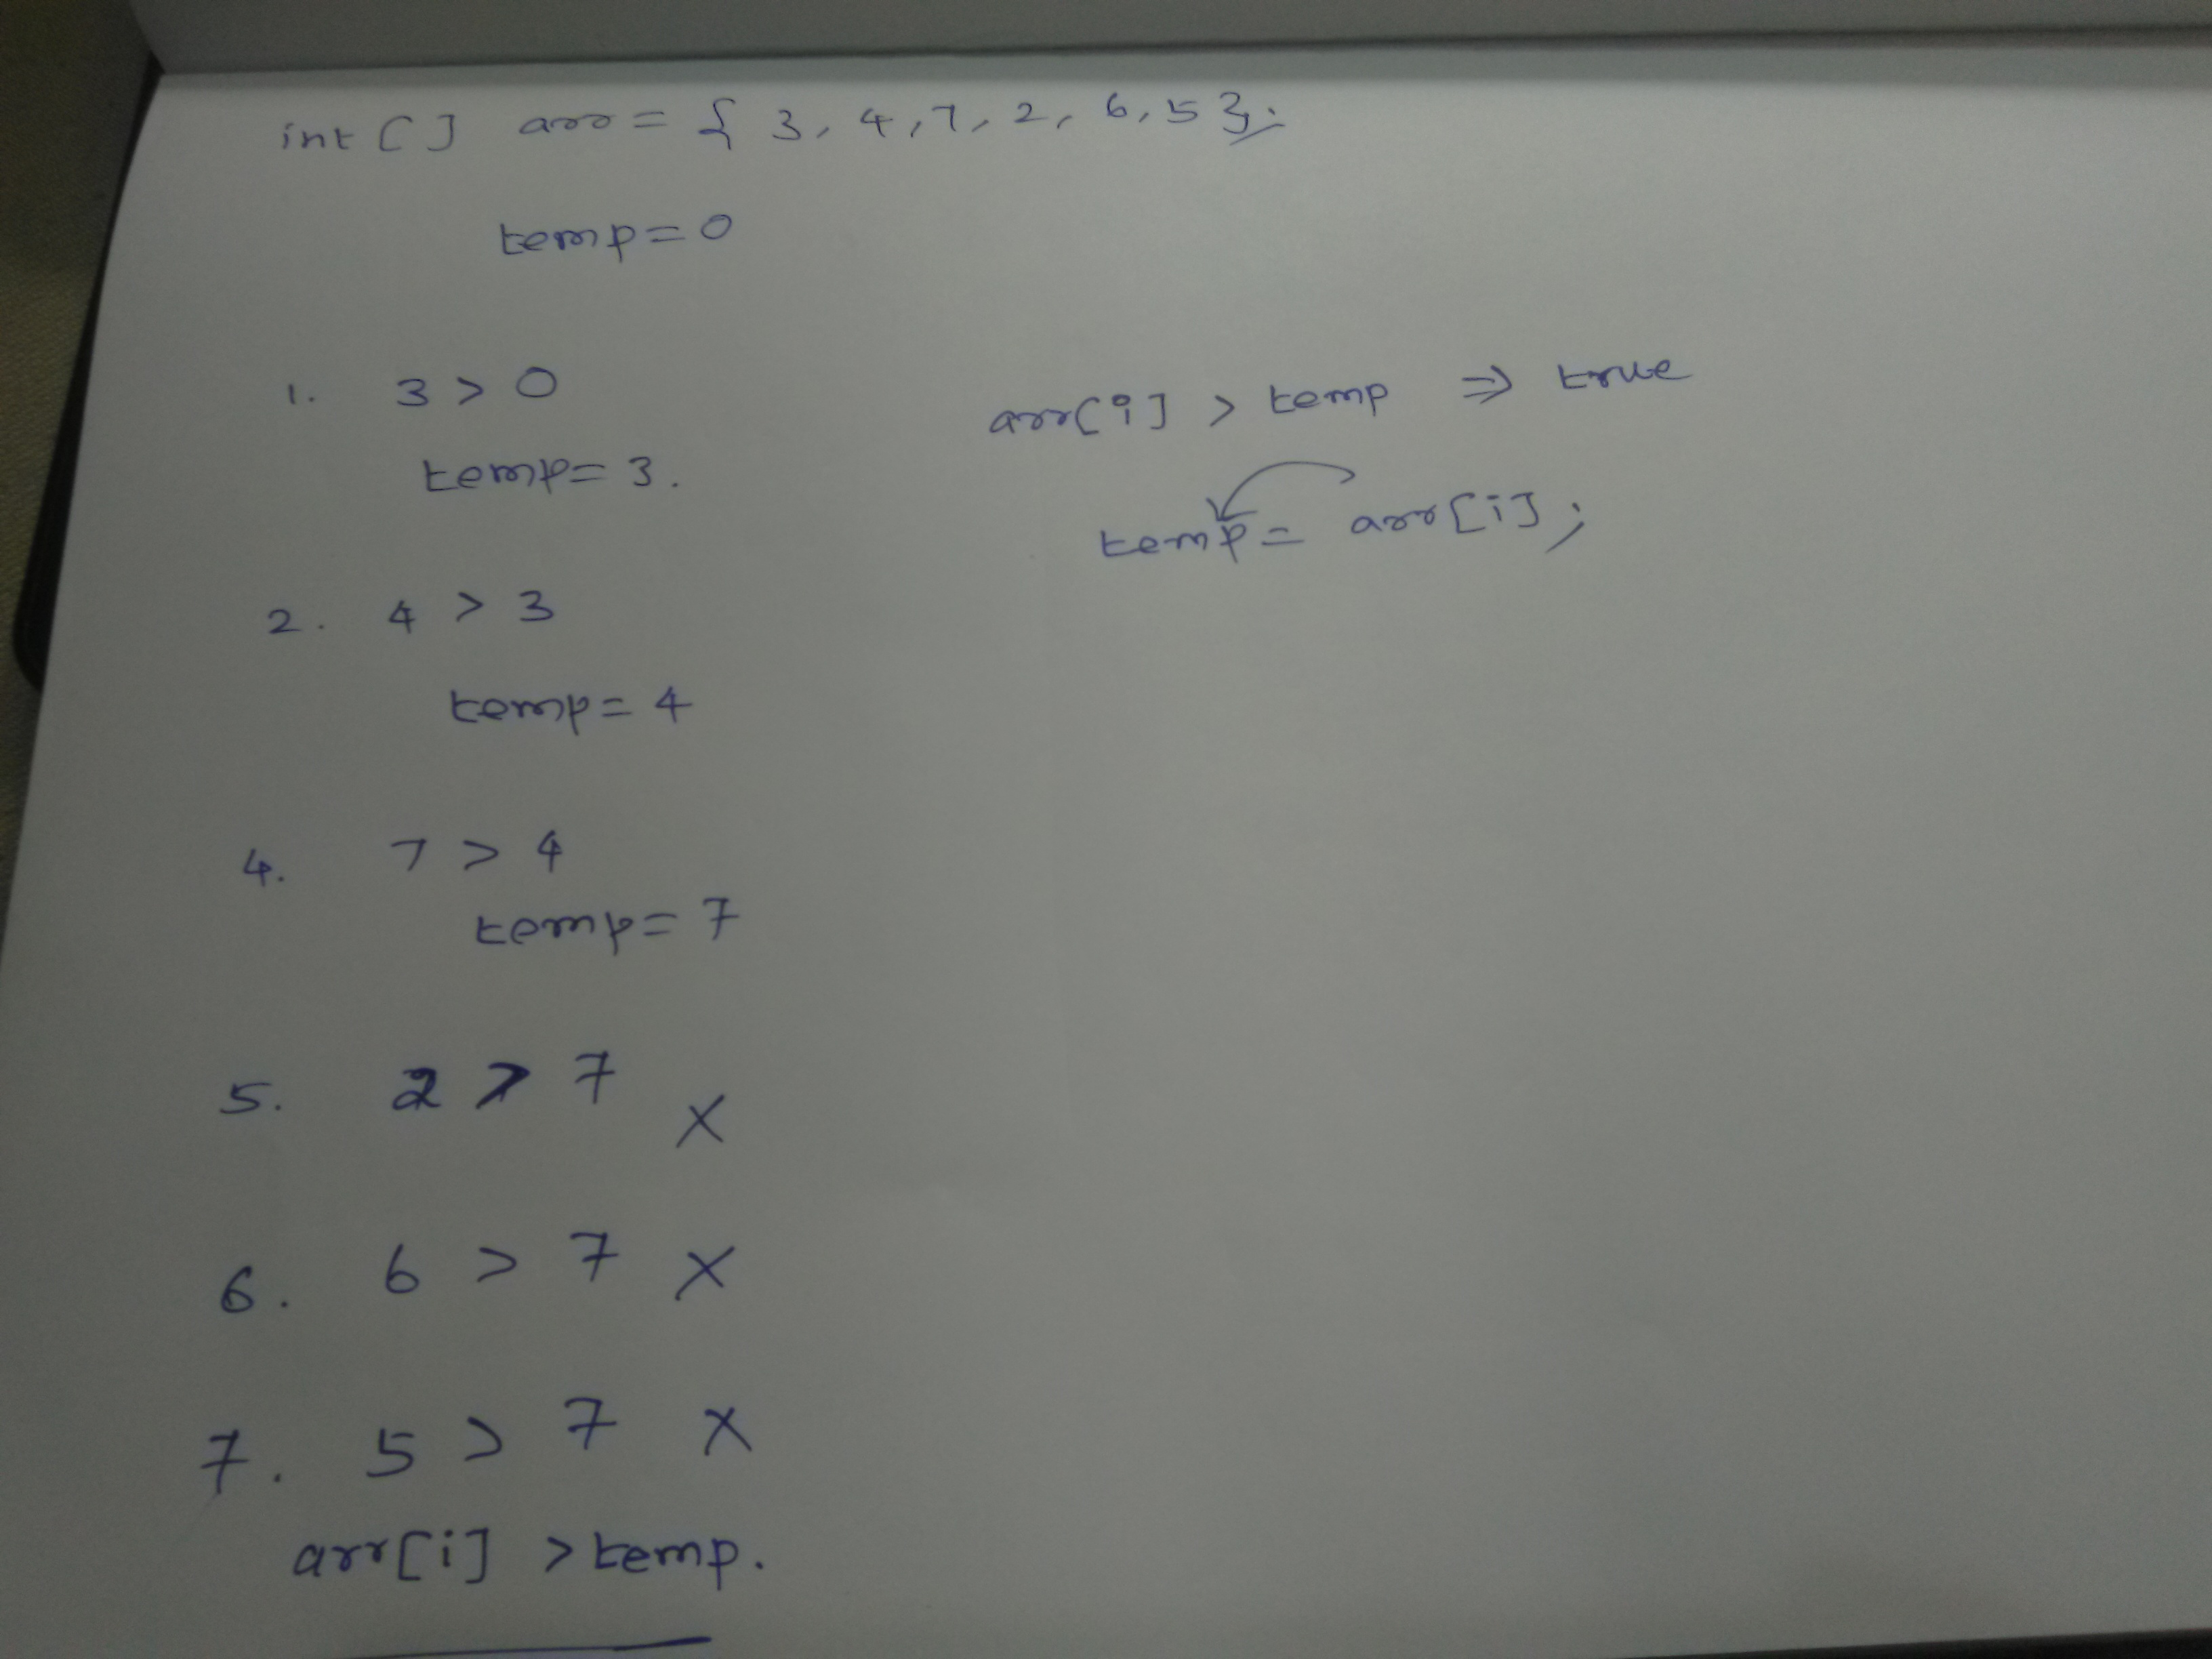 int [] arr = { 3, 4, 7, 2, 6, 5 };
temp = 0
1. 3 > 0
temp = 3.
arr[i] > temp ⇒ true
temp = arr[i];
2. 4 > 3
temp = 4
4. 7 > 4
temp = 7
5. 2 > 7 X
6. 6 > 7 X
7. 5 > 7 X
arr[i] > temp.